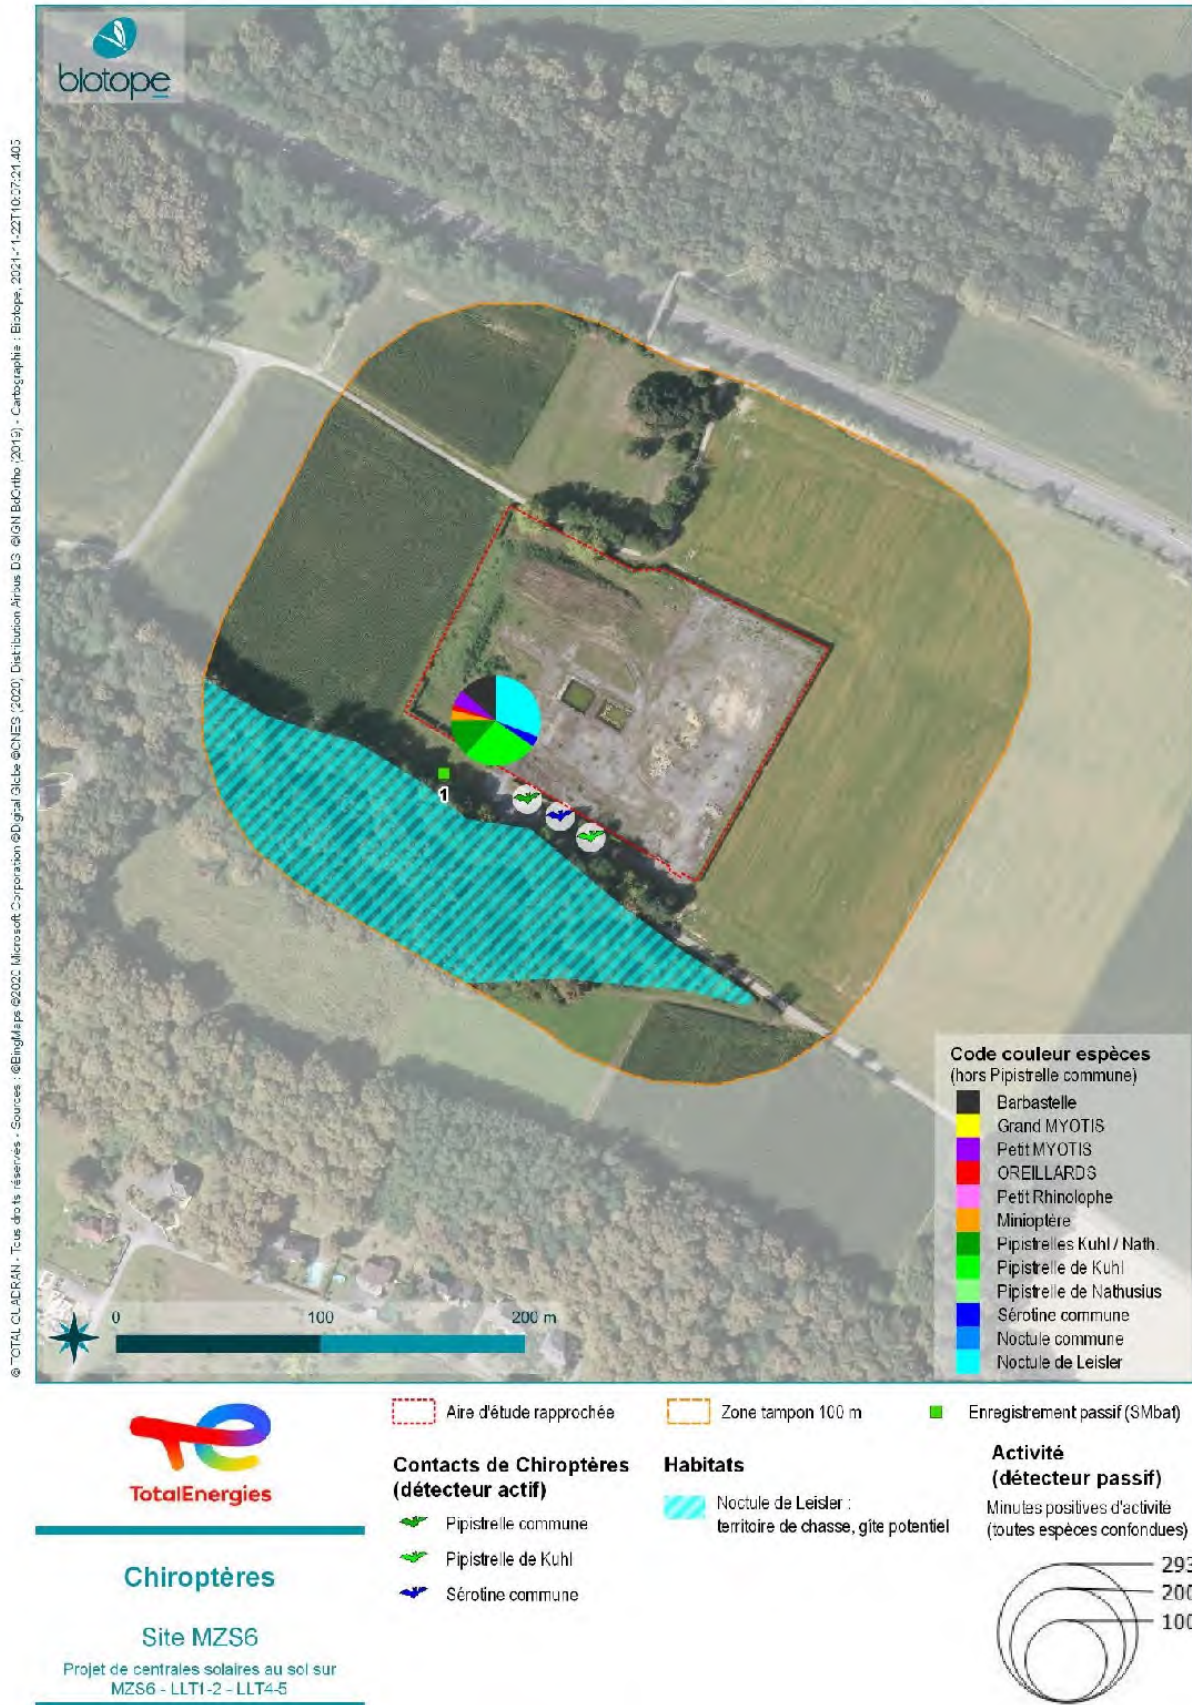 biotope
© TOTAL QUADRAN - Tous droits réservés - Sources : ©BingMaps ©2020 Microsoft Corporation ©Digital Globe ©CNES (2020) Distribution Airbus DS ©IGN BdOrtho (2019) - Cartographie : Biotope, 2021-11-22T10:07:21.405
1
Code couleur espèces
(hors Pipistrelle commune)
Barbastelle
Grand MYOTIS
Petit MYOTIS
OREILLARDS
Petit Rhinolophe
Minioptère
Pipistrelles Kuhl / Nath.
Pipistrelle de Kuhl
Pipistrelle de Nathusius
Sérotine commune
Noctule commune
Noctule de Leisler
0 100 200 m
TotalEnergies
Chiroptères
Site MZS6
Projet de centrales solaires au sol sur
MZS6 - LLT1-2 - LLT4-5
Aire d'étude rapprochée
Zone tampon 100 m
Enregistrement passif (SMbat)
Contacts de Chiroptères
(détecteur actif)
Pipistrelle commune
Pipistrelle de Kuhl
Sérotine commune
Habitats
Noctule de Leisler :
territoire de chasse, gîte potentiel
Activité
(détecteur passif)
Minutes positives d'activité
(toutes espèces confondues)
293
200
100